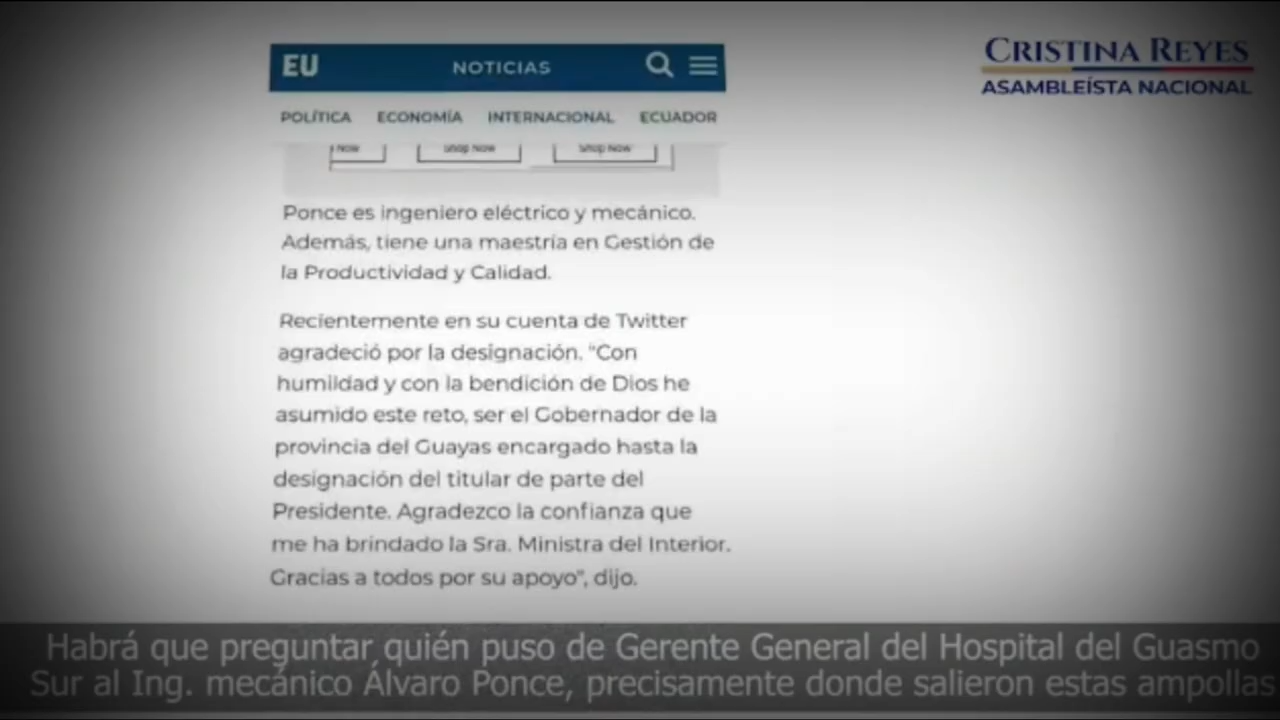 EU NOTICIAS
CRISTINA REYES
ASAMBLEÍSTA NACIONAL
POLÍTICA ECONOMÍA INTERNACIONAL ECUADOR
Now Shop Now Shop Now
Ponce es ingeniero eléctrico y mecánico.
Además, tiene una maestría en Gestión de
la Productividad y Calidad.
Recientemente en su cuenta de Twitter
agradeció por la designación. "Con
humildad y con la bendición de Dios he
asumido este reto, ser el Gobernador de la
provincia del Guayas encargado hasta la
designación del titular de parte del
Presidente. Agradezco la confianza que
me ha brindado la Sra. Ministra del Interior.
Gracias a todos por su apoyo", dijo.
Habrá que preguntar quién puso de Gerente General del Hospital del Guasmo
Sur al Ing. mecánico Álvaro Ponce, precisamente donde salieron estas ampollas